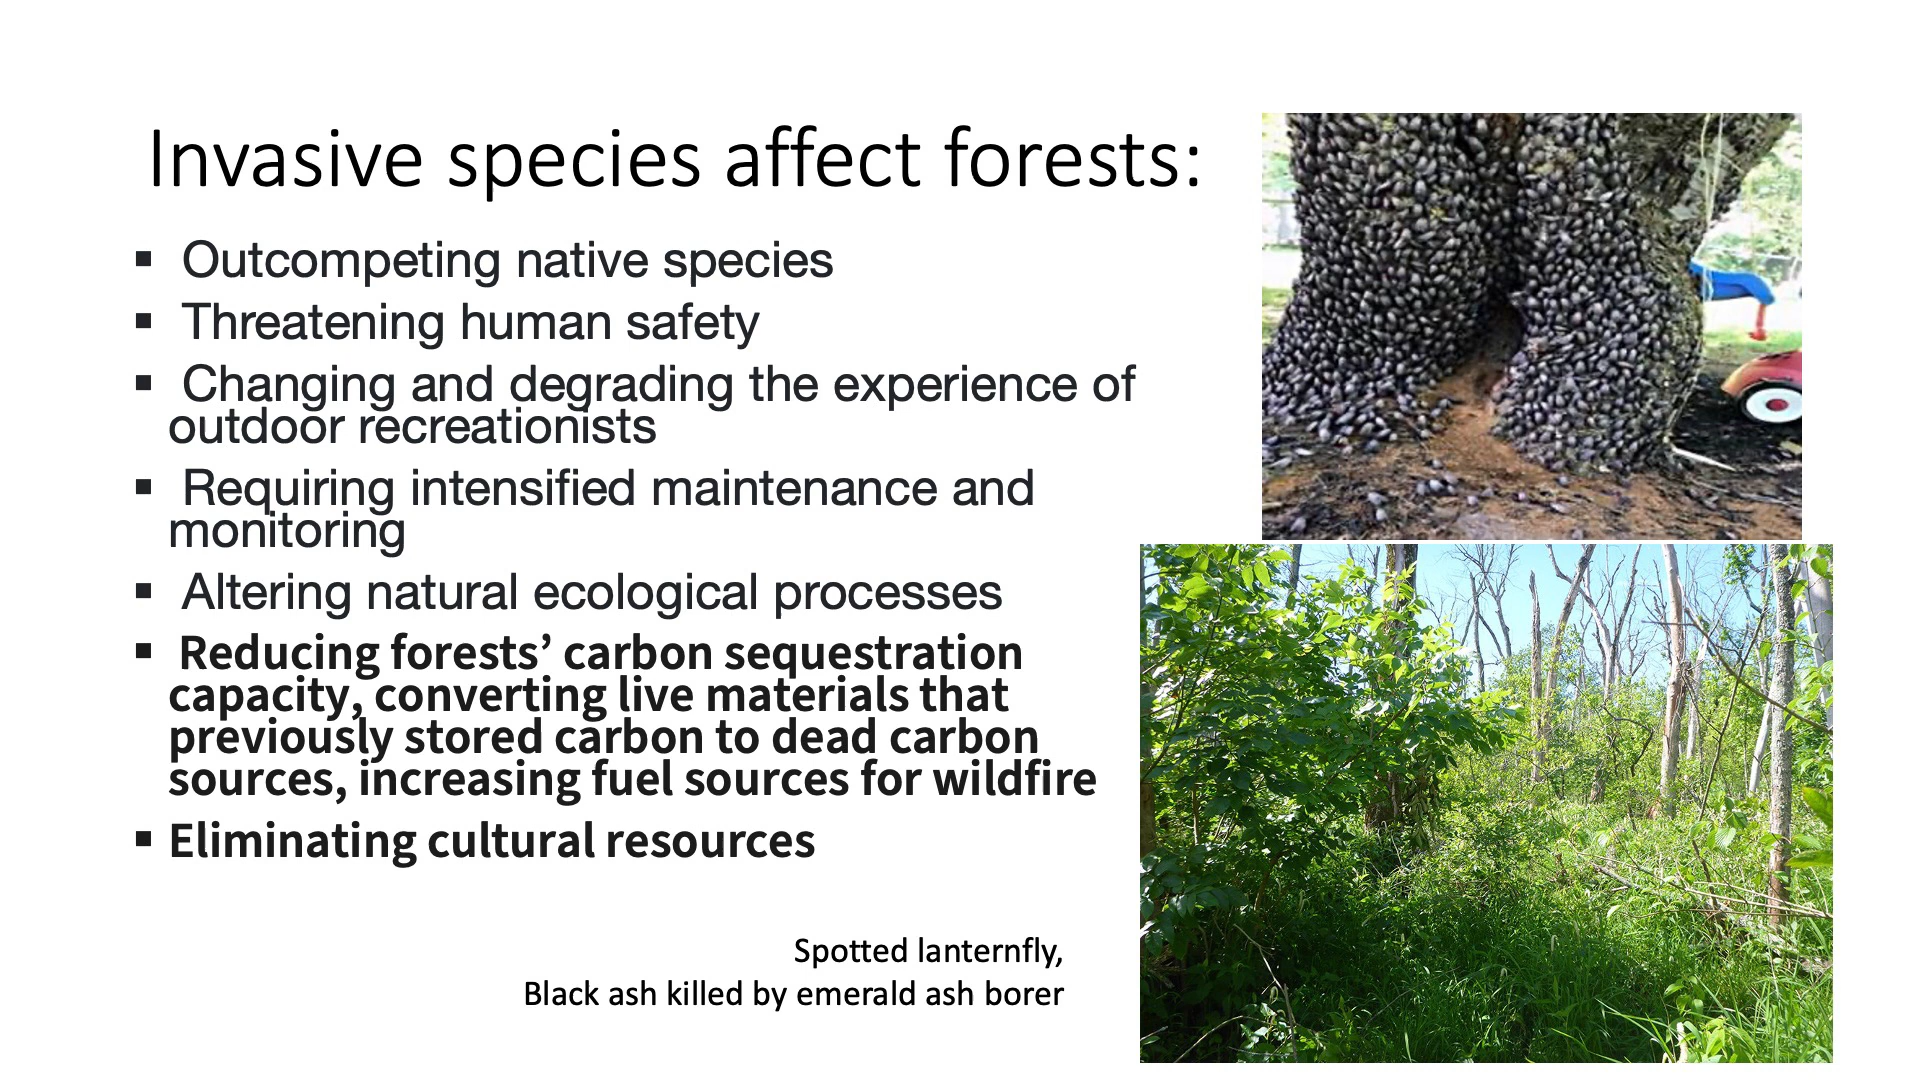 Invasive species affect forests:
▪ Outcompeting native species
▪ Threatening human safety
▪ Changing and degrading the experience of
outdoor recreationists
▪ Requiring intensified maintenance and
monitoring
▪ Altering natural ecological processes
▪ Reducing forests’ carbon sequestration
capacity, converting live materials that
previously stored carbon to dead carbon
sources, increasing fuel sources for wildfire
▪ Eliminating cultural resources
Spotted lanternfly,
Black ash killed by emerald ash borer